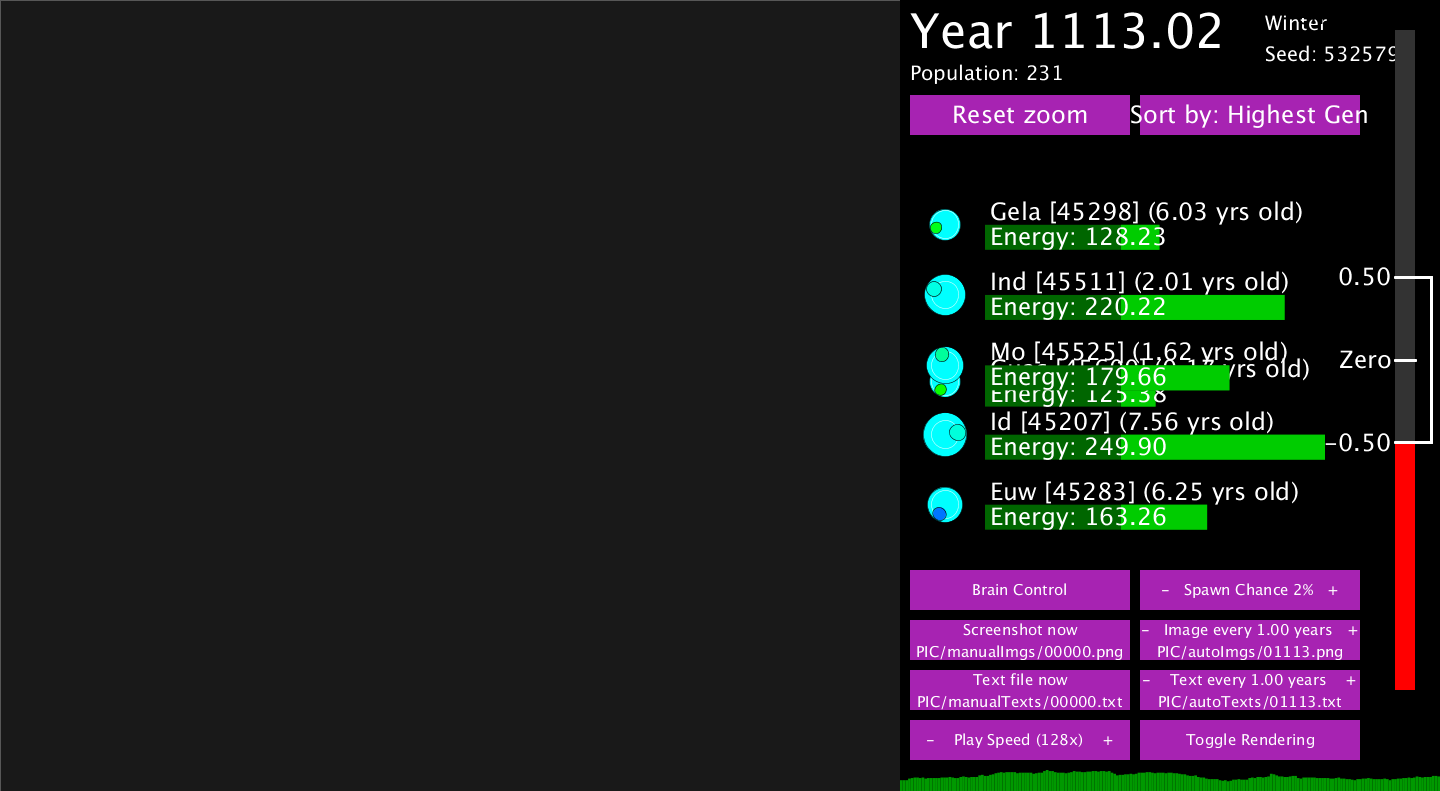 Year 1113.02
Winter
Seed: 532579
Population: 231
Reset zoom
Sort by: Highest Gen
Gela [45298] (6.03 yrs old)
Energy: 128.23
Ind [45511] (2.01 yrs old)
Energy: 220.22
Mo [45525] (1.62 yrs old)
yrs old)
Energy: 179.66
Energy: 125.38
Id [45207] (7.56 yrs old)
Energy: 249.90
Euw [45283] (6.25 yrs old)
Energy: 163.26
0.50
Zero
-0.50
Brain Control
- Spawn Chance 2% +
Screenshot now
PIC/manualImgs/00000.png
- Image every 1.00 years +
PIC/autoImgs/01113.png
Text file now
PIC/manualTexts/00000.txt
- Text every 1.00 years +
PIC/autoTexts/01113.txt
- Play Speed (128x) +
Toggle Rendering